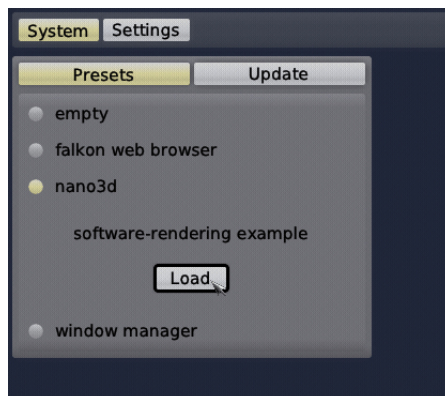 System Settings
Presets Update
empty
falkon web browser
nano3d
software-rendering example
Load
window manager